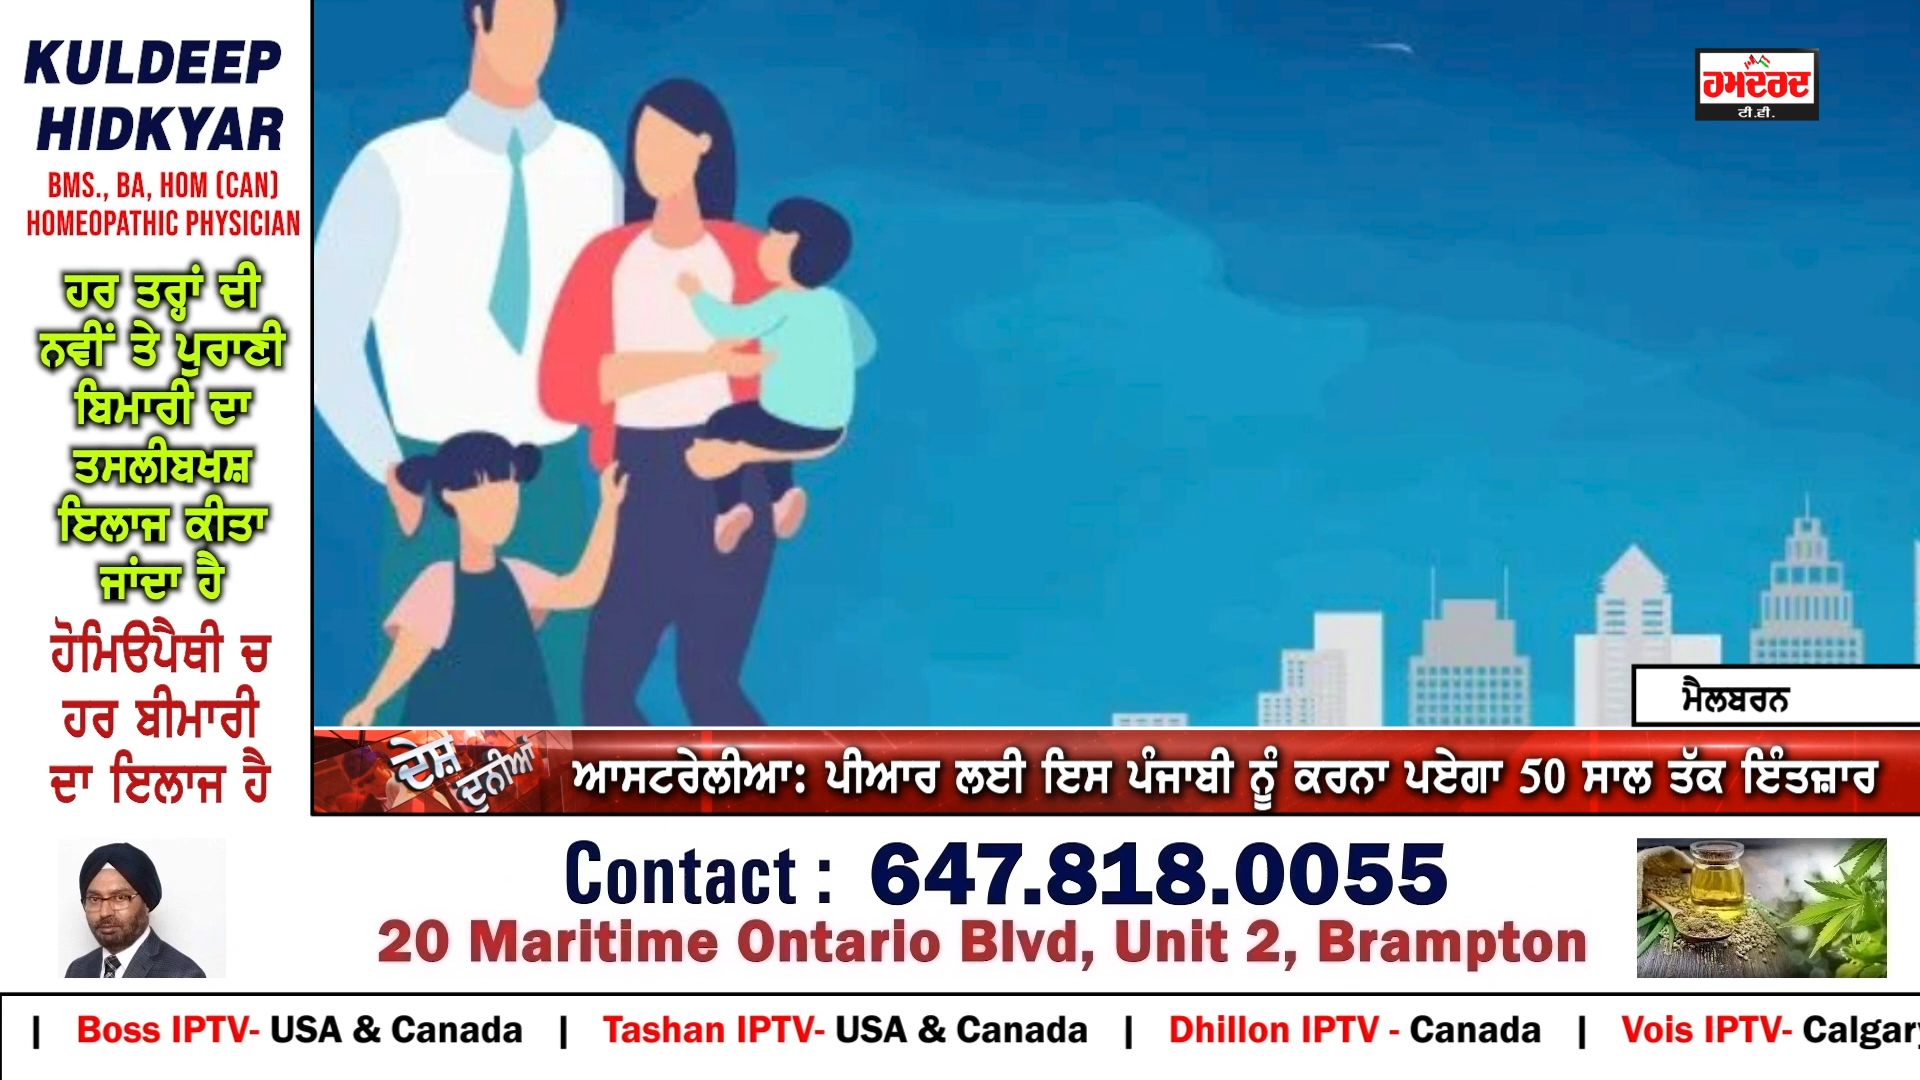 KULDEEP
HIDKYAR
BMS., BA, HOM (CAN)
HOMEOPATHIC PHYSICIAN
ਹਰ ਤਰ੍ਹਾਂ ਦੀ
ਨਵੀਂ ਤੇ ਪੁਰਾਣੀ
ਬਿਮਾਰੀ ਦਾ
ਤਸਲੀਬਖਸ਼
ਇਲਾਜ ਕੀਤਾ
ਜਾਂਦਾ ਹੈ
ਹੋਮਿਓਪੈਥੀ ਚ
ਹਰ ਬੀਮਾਰੀ
ਦਾ ਇਲਾਜ ਹੈ
ਹਮਦਰਦ
ਟੀ.ਵੀ.
ਮੈਲਬਰਨ
ਦੇਸ਼
ਦੁਨੀਆਂ
ਆਸਟਰੇਲੀਆ: ਪੀਆਰ ਲਈ ਇਸ ਪੰਜਾਬੀ ਨੂੰ ਕਰਨਾ ਪਏਗਾ 50 ਸਾਲ ਤੱਕ ਇੰਤਜ਼ਾਰ
Contact : 647.818.0055
20 Maritime Ontario Blvd, Unit 2, Brampton
| Boss IPTV- USA & Canada | Tashan IPTV- USA & Canada | Dhillon IPTV - Canada | Vois IPTV- Calgary